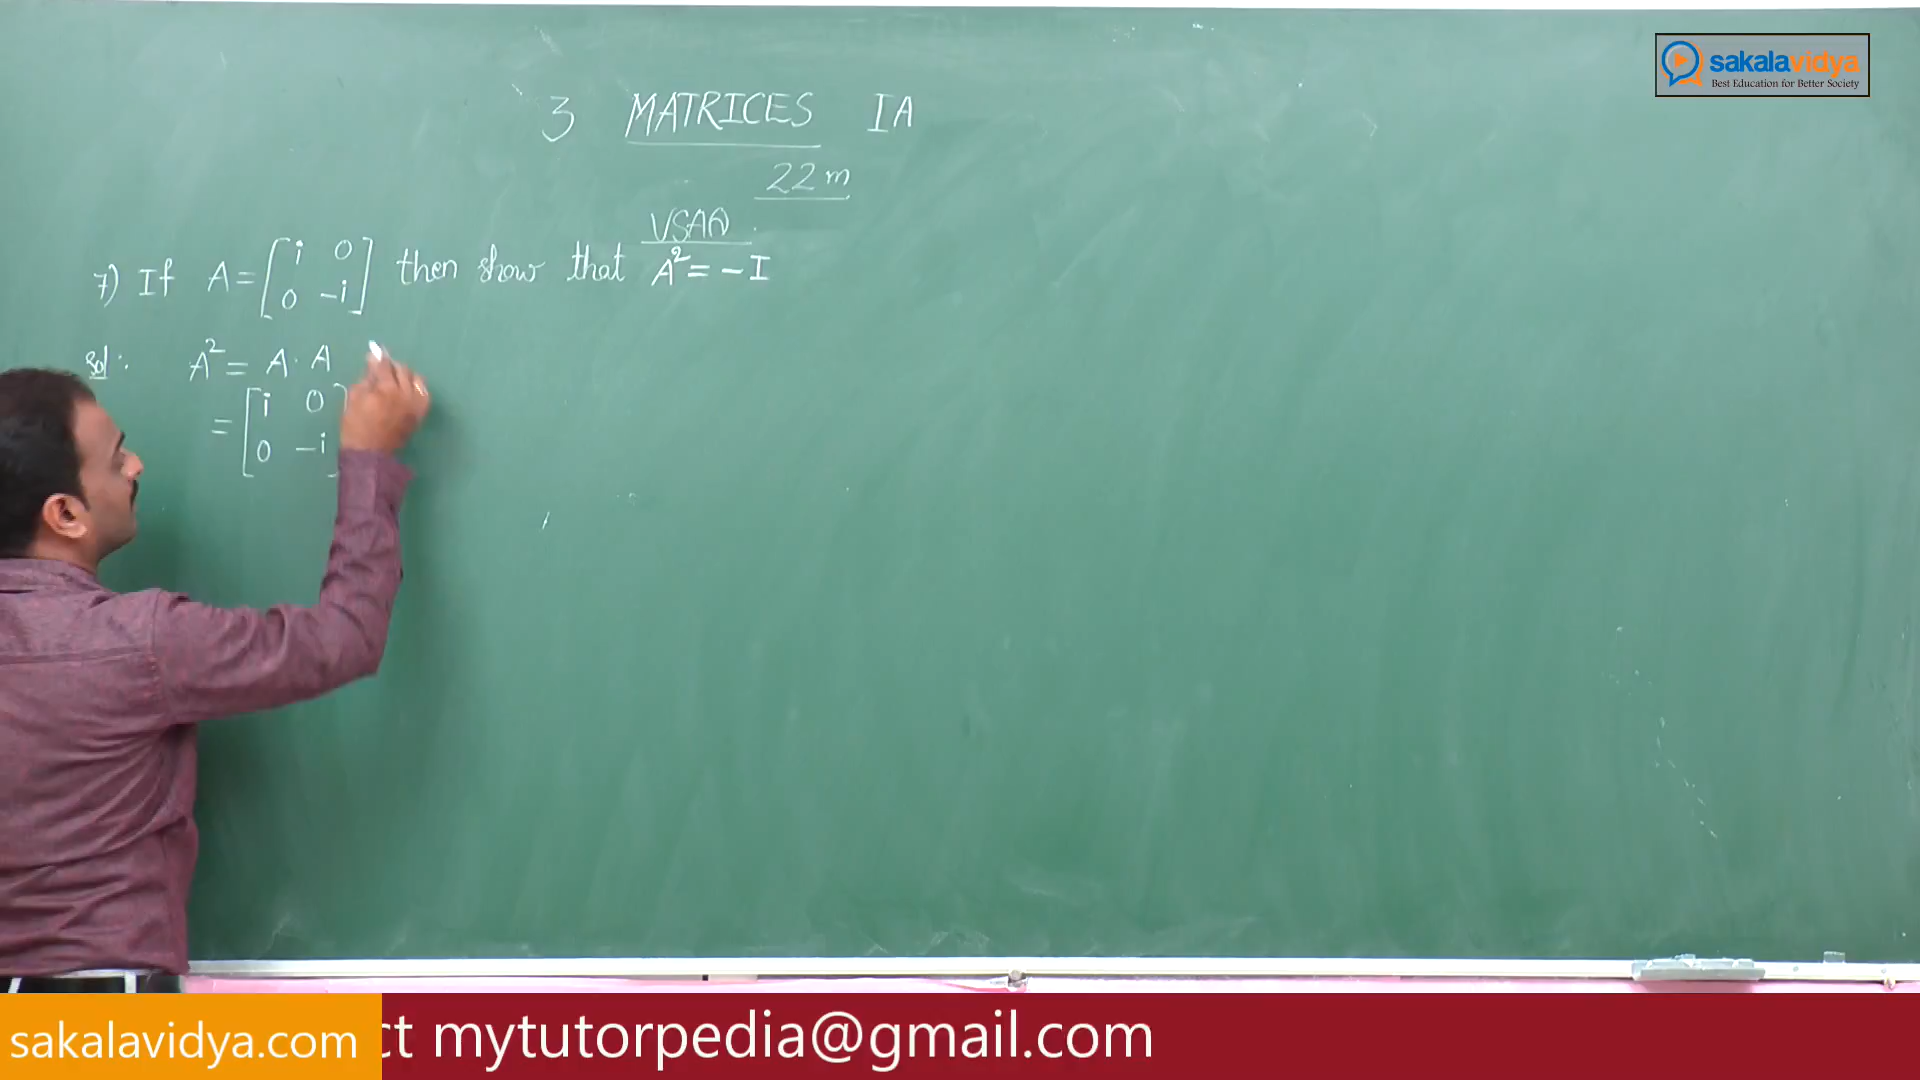 sakalavidya
Best Education for Better Society
3 MATRICES IA
22m
VSAQ
7) If A = [i 0 0 -i] then show that A² = -I
Sol: A² = A · A
= [i 0 0 -i]
sakalavidya.com ct mytutorpedia@gmail.com